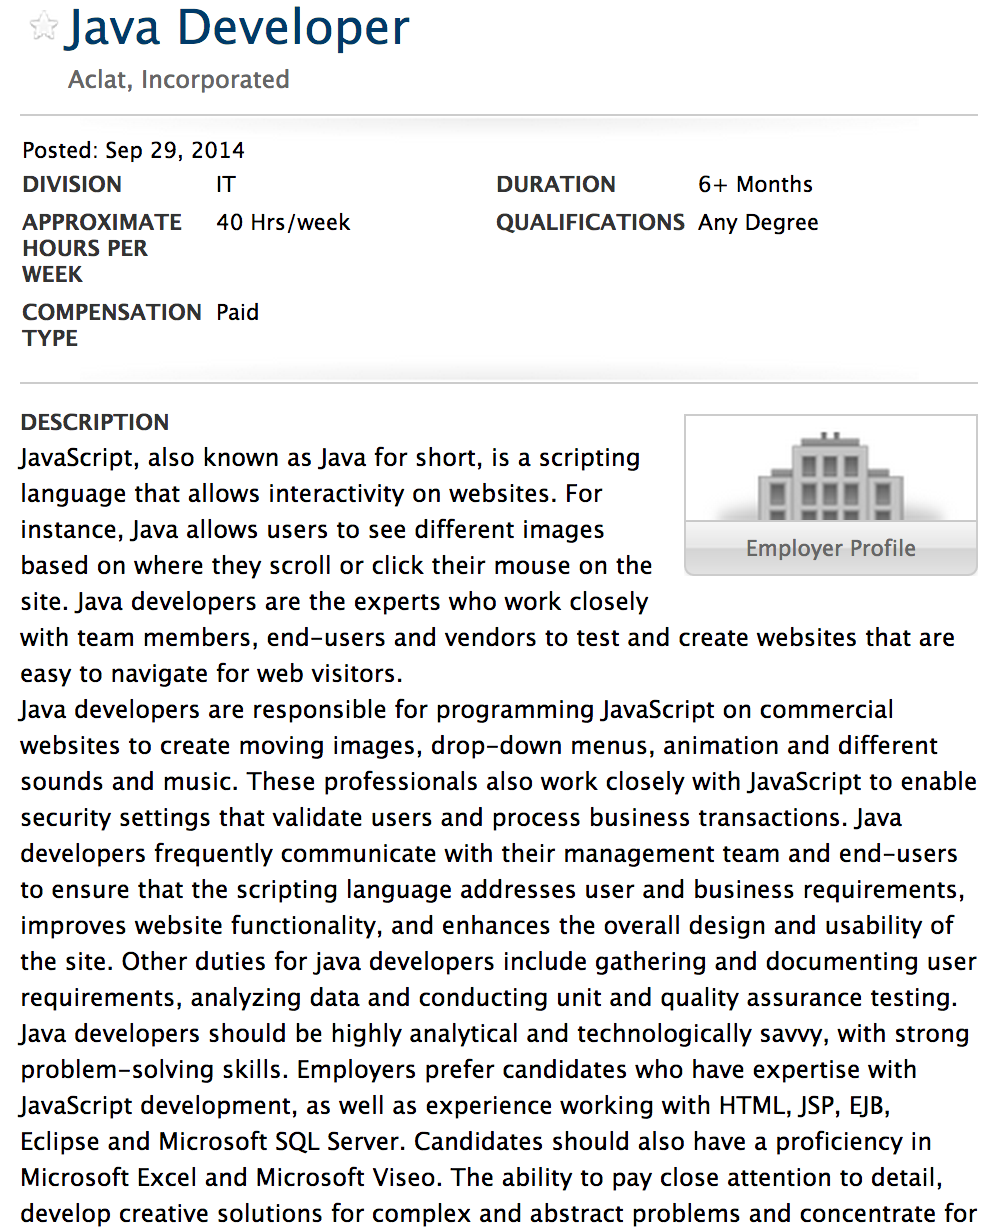 Java Developer
Aclat, Incorporated
Posted: Sep 29, 2014
DIVISION IT DURATION 6+ Months
APPROXIMATE HOURS PER WEEK 40 Hrs/week QUALIFICATIONS Any Degree
COMPENSATION TYPE Paid
DESCRIPTION
JavaScript, also known as Java for short, is a scripting
language that allows interactivity on websites. For
instance, Java allows users to see different images
based on where they scroll or click their mouse on the
site. Java developers are the experts who work closely
with team members, end-users and vendors to test and create websites that are
easy to navigate for web visitors.
Employer Profile
Java developers are responsible for programming JavaScript on commercial
websites to create moving images, drop-down menus, animation and different
sounds and music. These professionals also work closely with JavaScript to enable
security settings that validate users and process business transactions. Java
developers frequently communicate with their management team and end-users
to ensure that the scripting language addresses user and business requirements,
improves website functionality, and enhances the overall design and usability of
the site. Other duties for java developers include gathering and documenting user
requirements, analyzing data and conducting unit and quality assurance testing.
Java developers should be highly analytical and technologically savvy, with strong
problem-solving skills. Employers prefer candidates who have expertise with
JavaScript development, as well as experience working with HTML, JSP, EJB,
Eclipse and Microsoft SQL Server. Candidates should also have a proficiency in
Microsoft Excel and Microsoft Viseo. The ability to pay close attention to detail,
develop creative solutions for complex and abstract problems and concentrate for